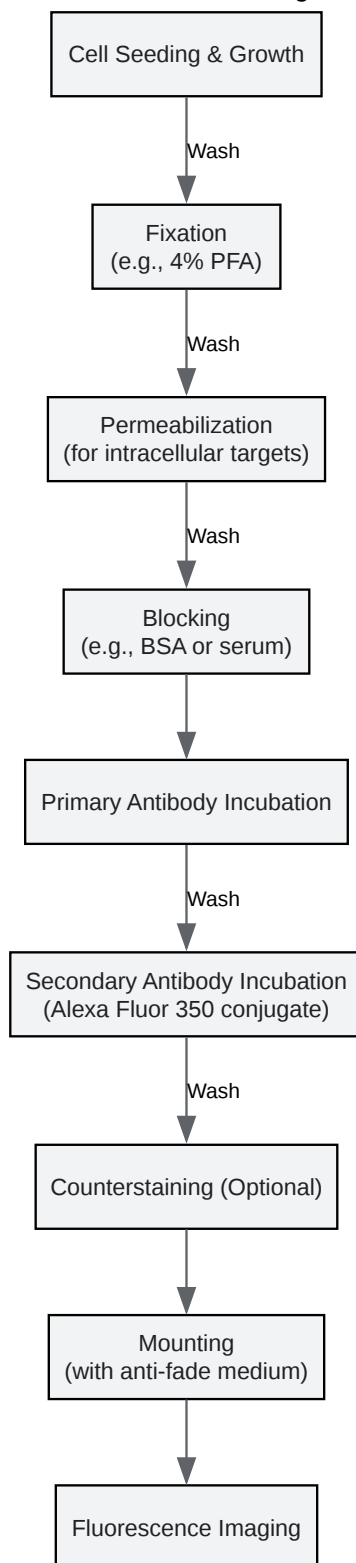 Cell Seeding & Growth
Wash
Fixation
(e.g., 4% PFA)
Wash
Permeabilization
(for intracellular targets)
Wash
Blocking
(e.g., BSA or serum)
Primary Antibody Incubation
Wash
Secondary Antibody Incubation
(Alexa Fluor 350 conjugate)
Wash
Counterstaining (Optional)
Mounting
(with anti-fade medium)
Fluorescence Imaging